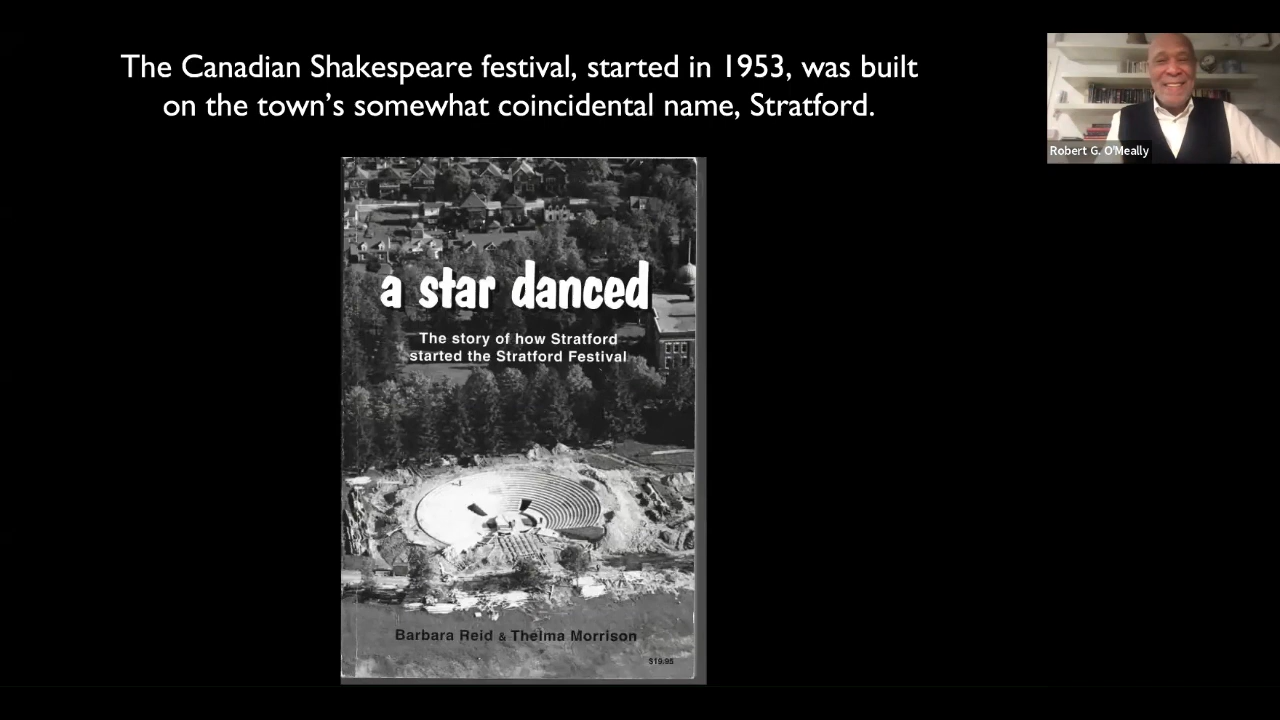 The Canadian Shakespeare festival, started in 1953, was built
on the town's somewhat coincidental name, Stratford.
Robert G. O'Meally
a star danced
The story of how Stratford
started the Stratford Festival
Barbara Reid & Thelma Morrison
$19.95